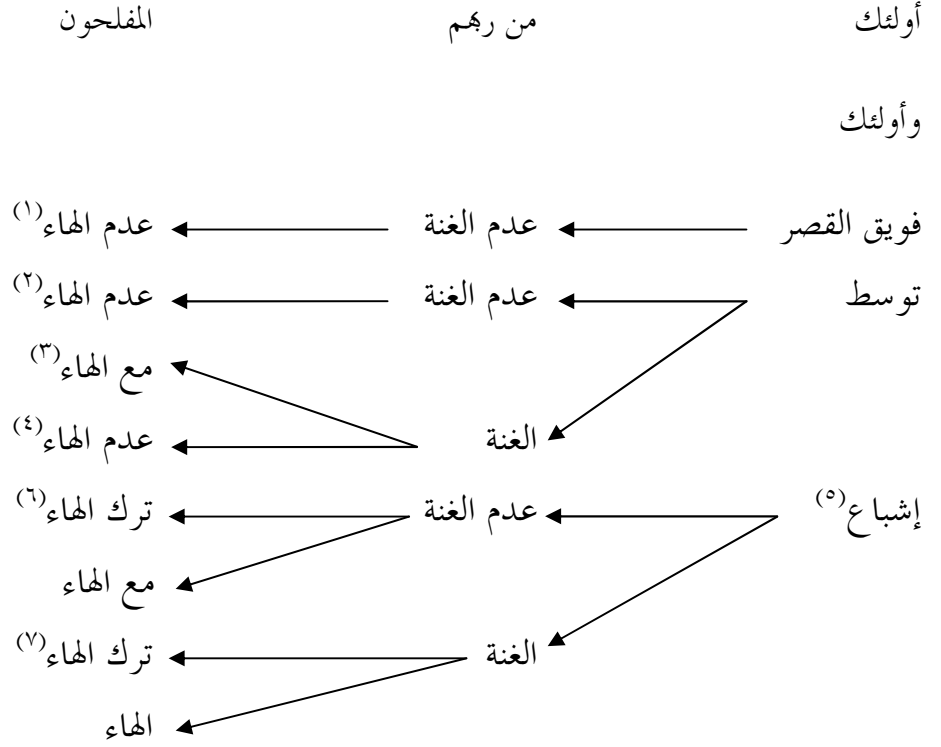 أولئك من ربهم المفلحون
وأولئك
فويق القصر عدم الغنة عدم الهاء(١)
توسط عدم الغنة عدم الهاء(٢)
مع الهاء(٣)
الغنة عدم الهاء(٤)
إشباع(٥) عدم الغنة ترك الهاء(٦)
مع الهاء
الغنة ترك الهاء(٧)
الهاء